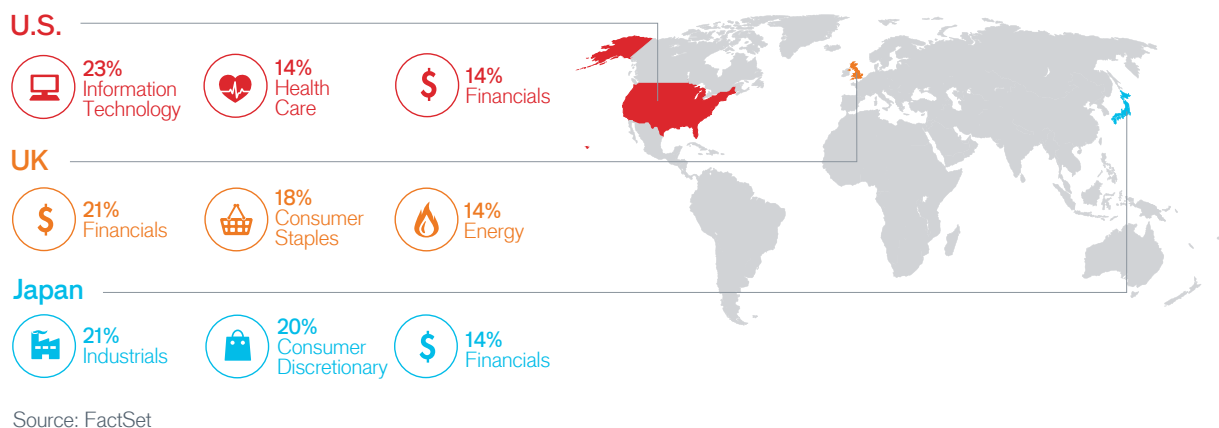 U.S.
23%
Information
Technology
14%
Health
Care
$
14%
Financials
UK
$
21%
Financials
18%
Consumer
Staples
14%
Energy
Japan
21%
Industrials
20%
Consumer
Discretionary
$
14%
Financials
Source: FactSet